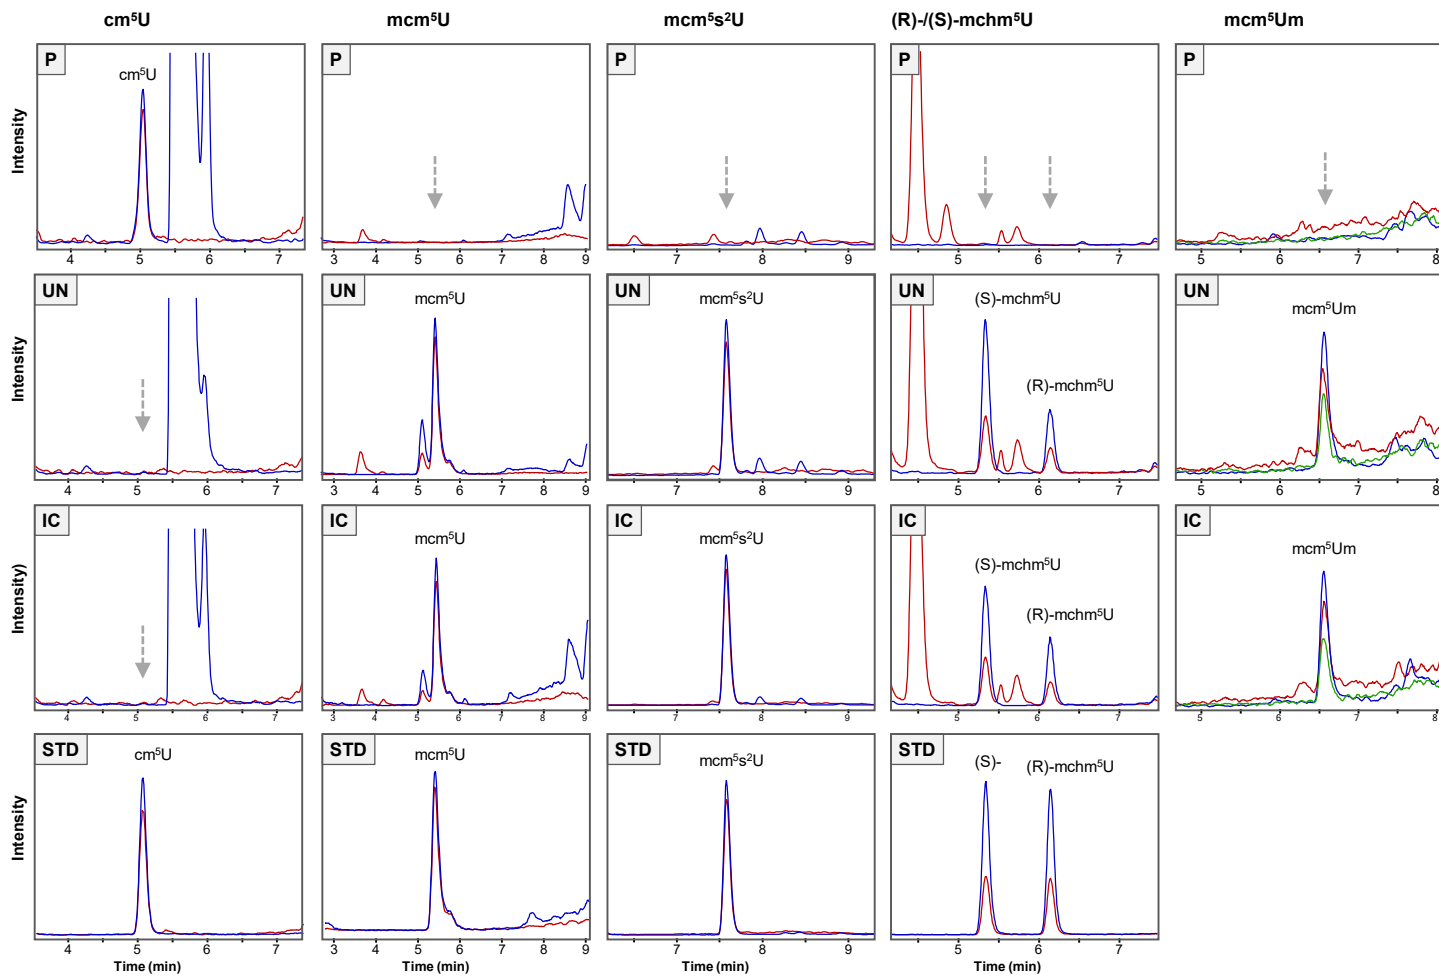 cm⁵U mcm⁵U mcm⁵s²U (R)-/(S)-mchm⁵U mcm⁵Um
P P P P P
cm⁵U
Intensity
4 5 6 7 3 4 5 6 7 8 9 7 8 9 5 6 7 5 6 7 8
UN UN UN UN UN
mcm⁵U mcm⁵s²U (S)-mchm⁵U mcm⁵Um
(R)-mchm⁵U
Intensity
4 5 6 7 3 4 5 6 7 8 9 7 8 9 5 6 7 5 6 7 8
IC IC IC IC IC
mcm⁵U mcm⁵s²U (S)-mchm⁵U mcm⁵Um
(R)-mchm⁵U
Intensity)
4 5 6 7 3 4 5 6 7 8 9 7 8 9 5 6 7 5 6 7 8
STD STD STD STD
cm⁵U mcm⁵U mcm⁵s²U (S)- (R)-mchm⁵U
Intensity
4 5 6 7 3 4 5 6 7 8 9 7 8 9 5 6 7
Time (min) Time (min) Time (min) Time (min)